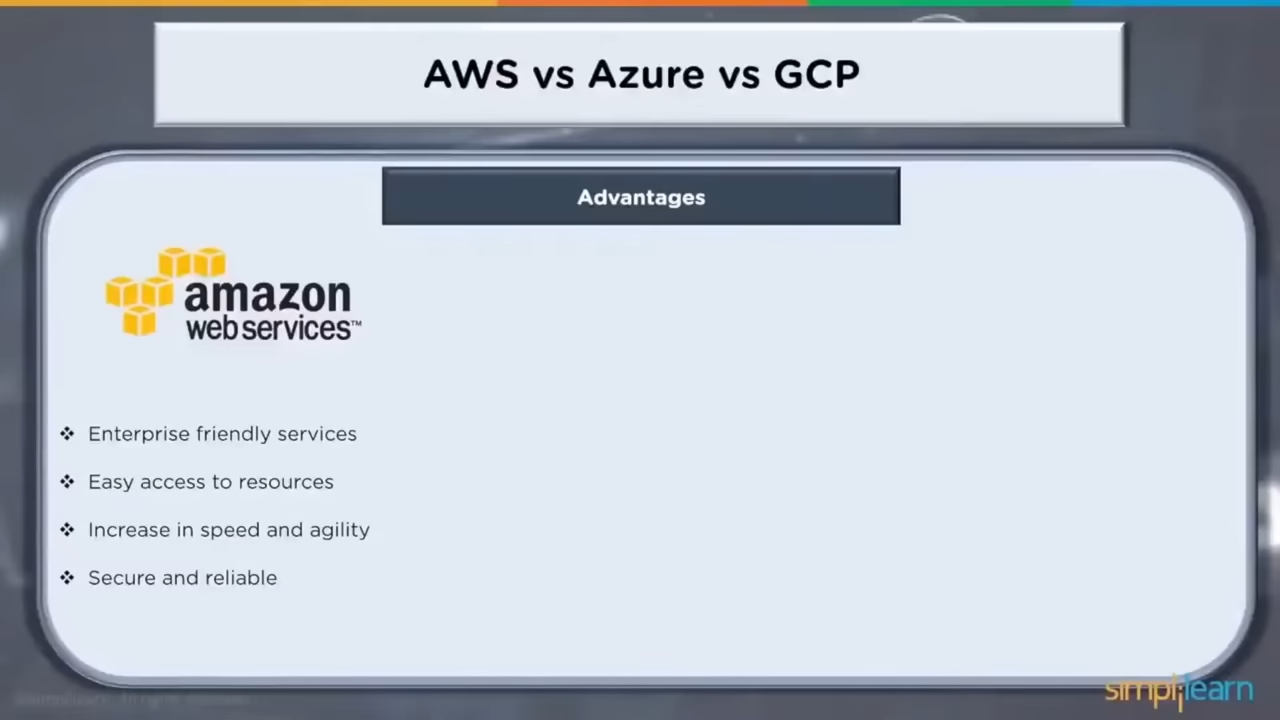 AWS vs Azure vs GCP
Advantages
amazon
web services™
Enterprise friendly services
Easy access to resources
Increase in speed and agility
Secure and reliable
simplilearn